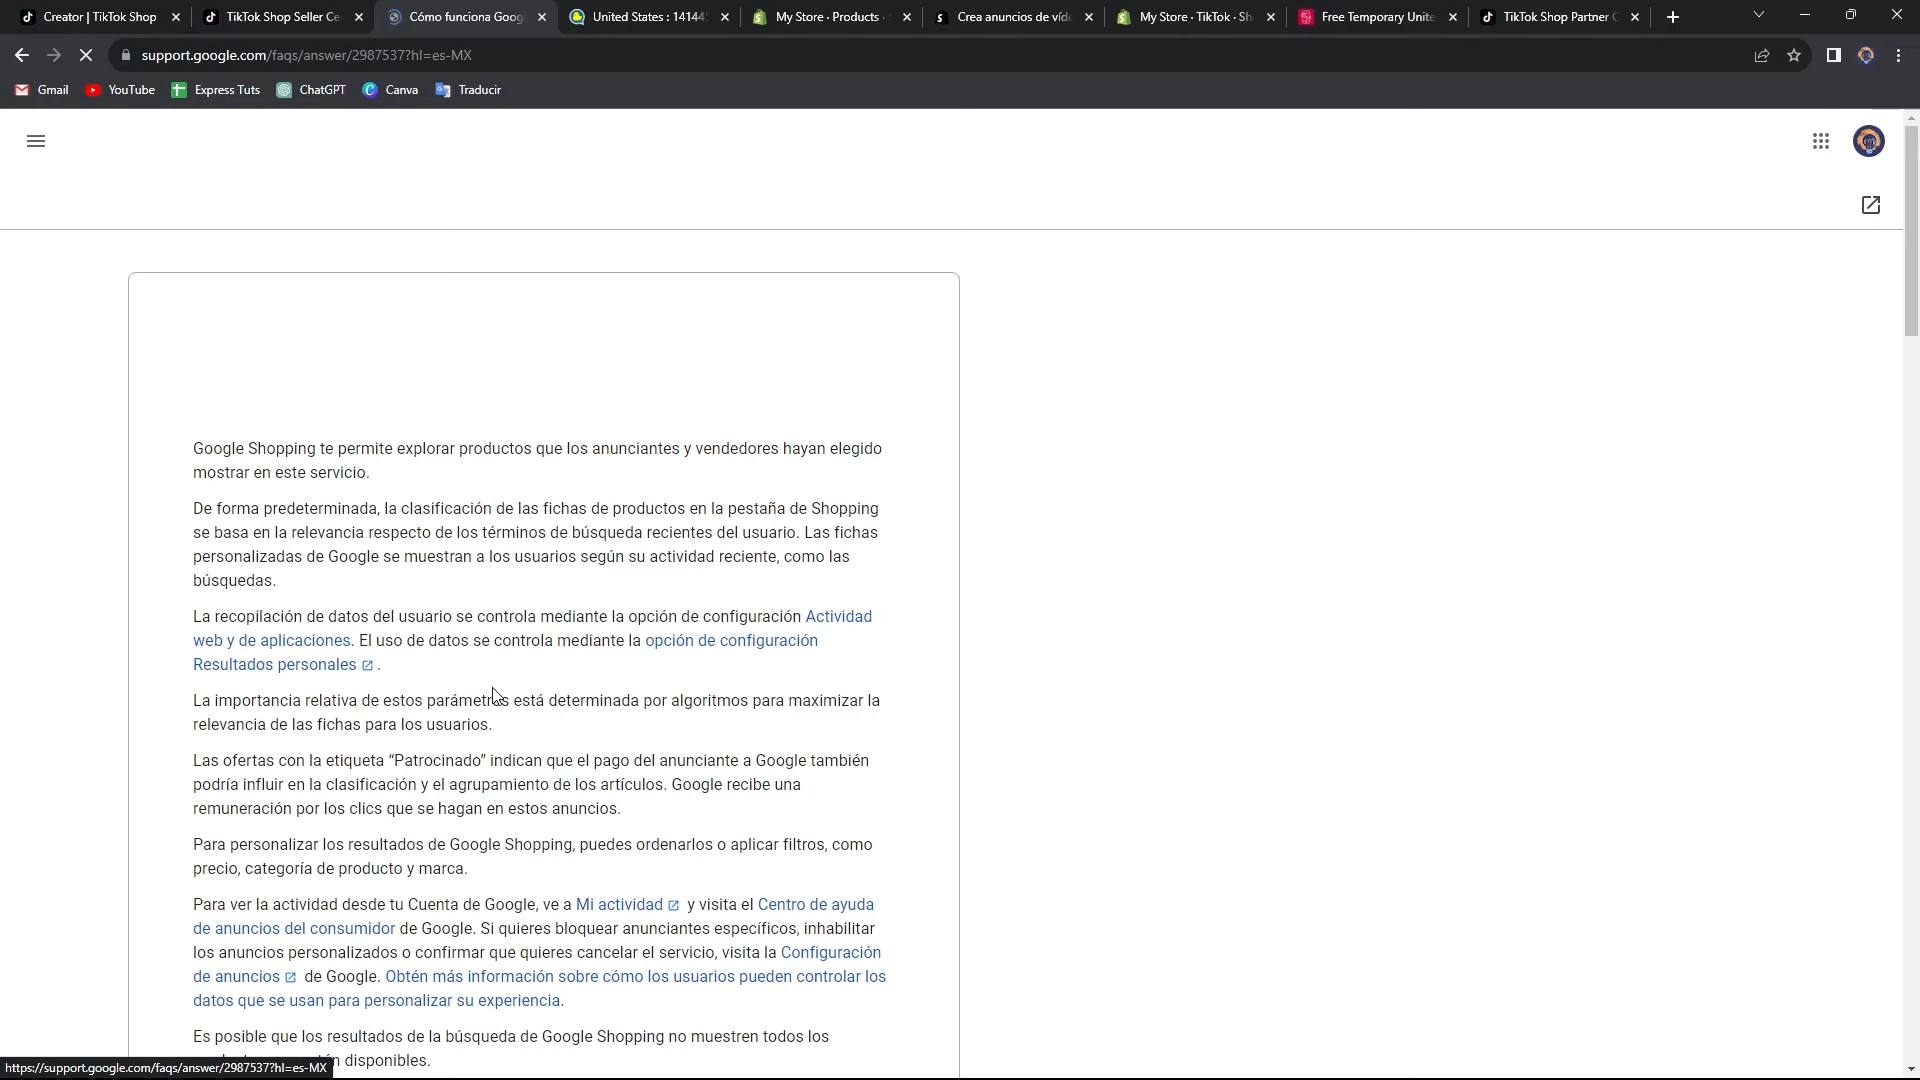 Creator | TikTok Shop
TikTok Shop Seller Ce
Cómo funciona Goog
United States : 14144
My Store · Products ·
Crea anuncios de víde
My Store · TikTok · Sh
Free Temporary Unite
TikTok Shop Partner C
support.google.com/faqs/answer/2987537?hl=es-MX
Gmail
YouTube
Express Tuts
ChatGPT
Canva
Traducir
Google Shopping te permite explorar productos que los anunciantes y vendedores hayan elegido
mostrar en este servicio.
De forma predeterminada, la clasificación de las fichas de productos en la pestaña de Shopping
se basa en la relevancia respecto de los términos de búsqueda recientes del usuario. Las fichas
personalizadas de Google se muestran a los usuarios según su actividad reciente, como las
búsquedas.
La recopilación de datos del usuario se controla mediante la opción de configuración Actividad
web y de aplicaciones. El uso de datos se controla mediante la opción de configuración
Resultados personales.
La importancia relativa de estos parámetros está determinada por algoritmos para maximizar la
relevancia de las fichas para los usuarios.
Las ofertas con la etiqueta “Patrocinado” indican que el pago del anunciante a Google también
podría influir en la clasificación y el agrupamiento de los artículos. Google recibe una
remuneración por los clics que se hagan en estos anuncios.
Para personalizar los resultados de Google Shopping, puedes ordenarlos o aplicar filtros, como
precio, categoría de producto y marca.
Para ver la actividad desde tu Cuenta de Google, ve a Mi actividad y visita el Centro de ayuda
de anuncios del consumidor de Google. Si quieres bloquear anunciantes específicos, inhabilitar
los anuncios personalizados o confirmar que quieres cancelar el servicio, visita la Configuración
de anuncios de Google. Obtén más información sobre cómo los usuarios pueden controlar los
datos que se usan para personalizar su experiencia.
Es posible que los resultados de la búsqueda de Google Shopping no muestren todos los
disponibles.
https://support.google.com/faqs/answer/2987537?hl=es-MX